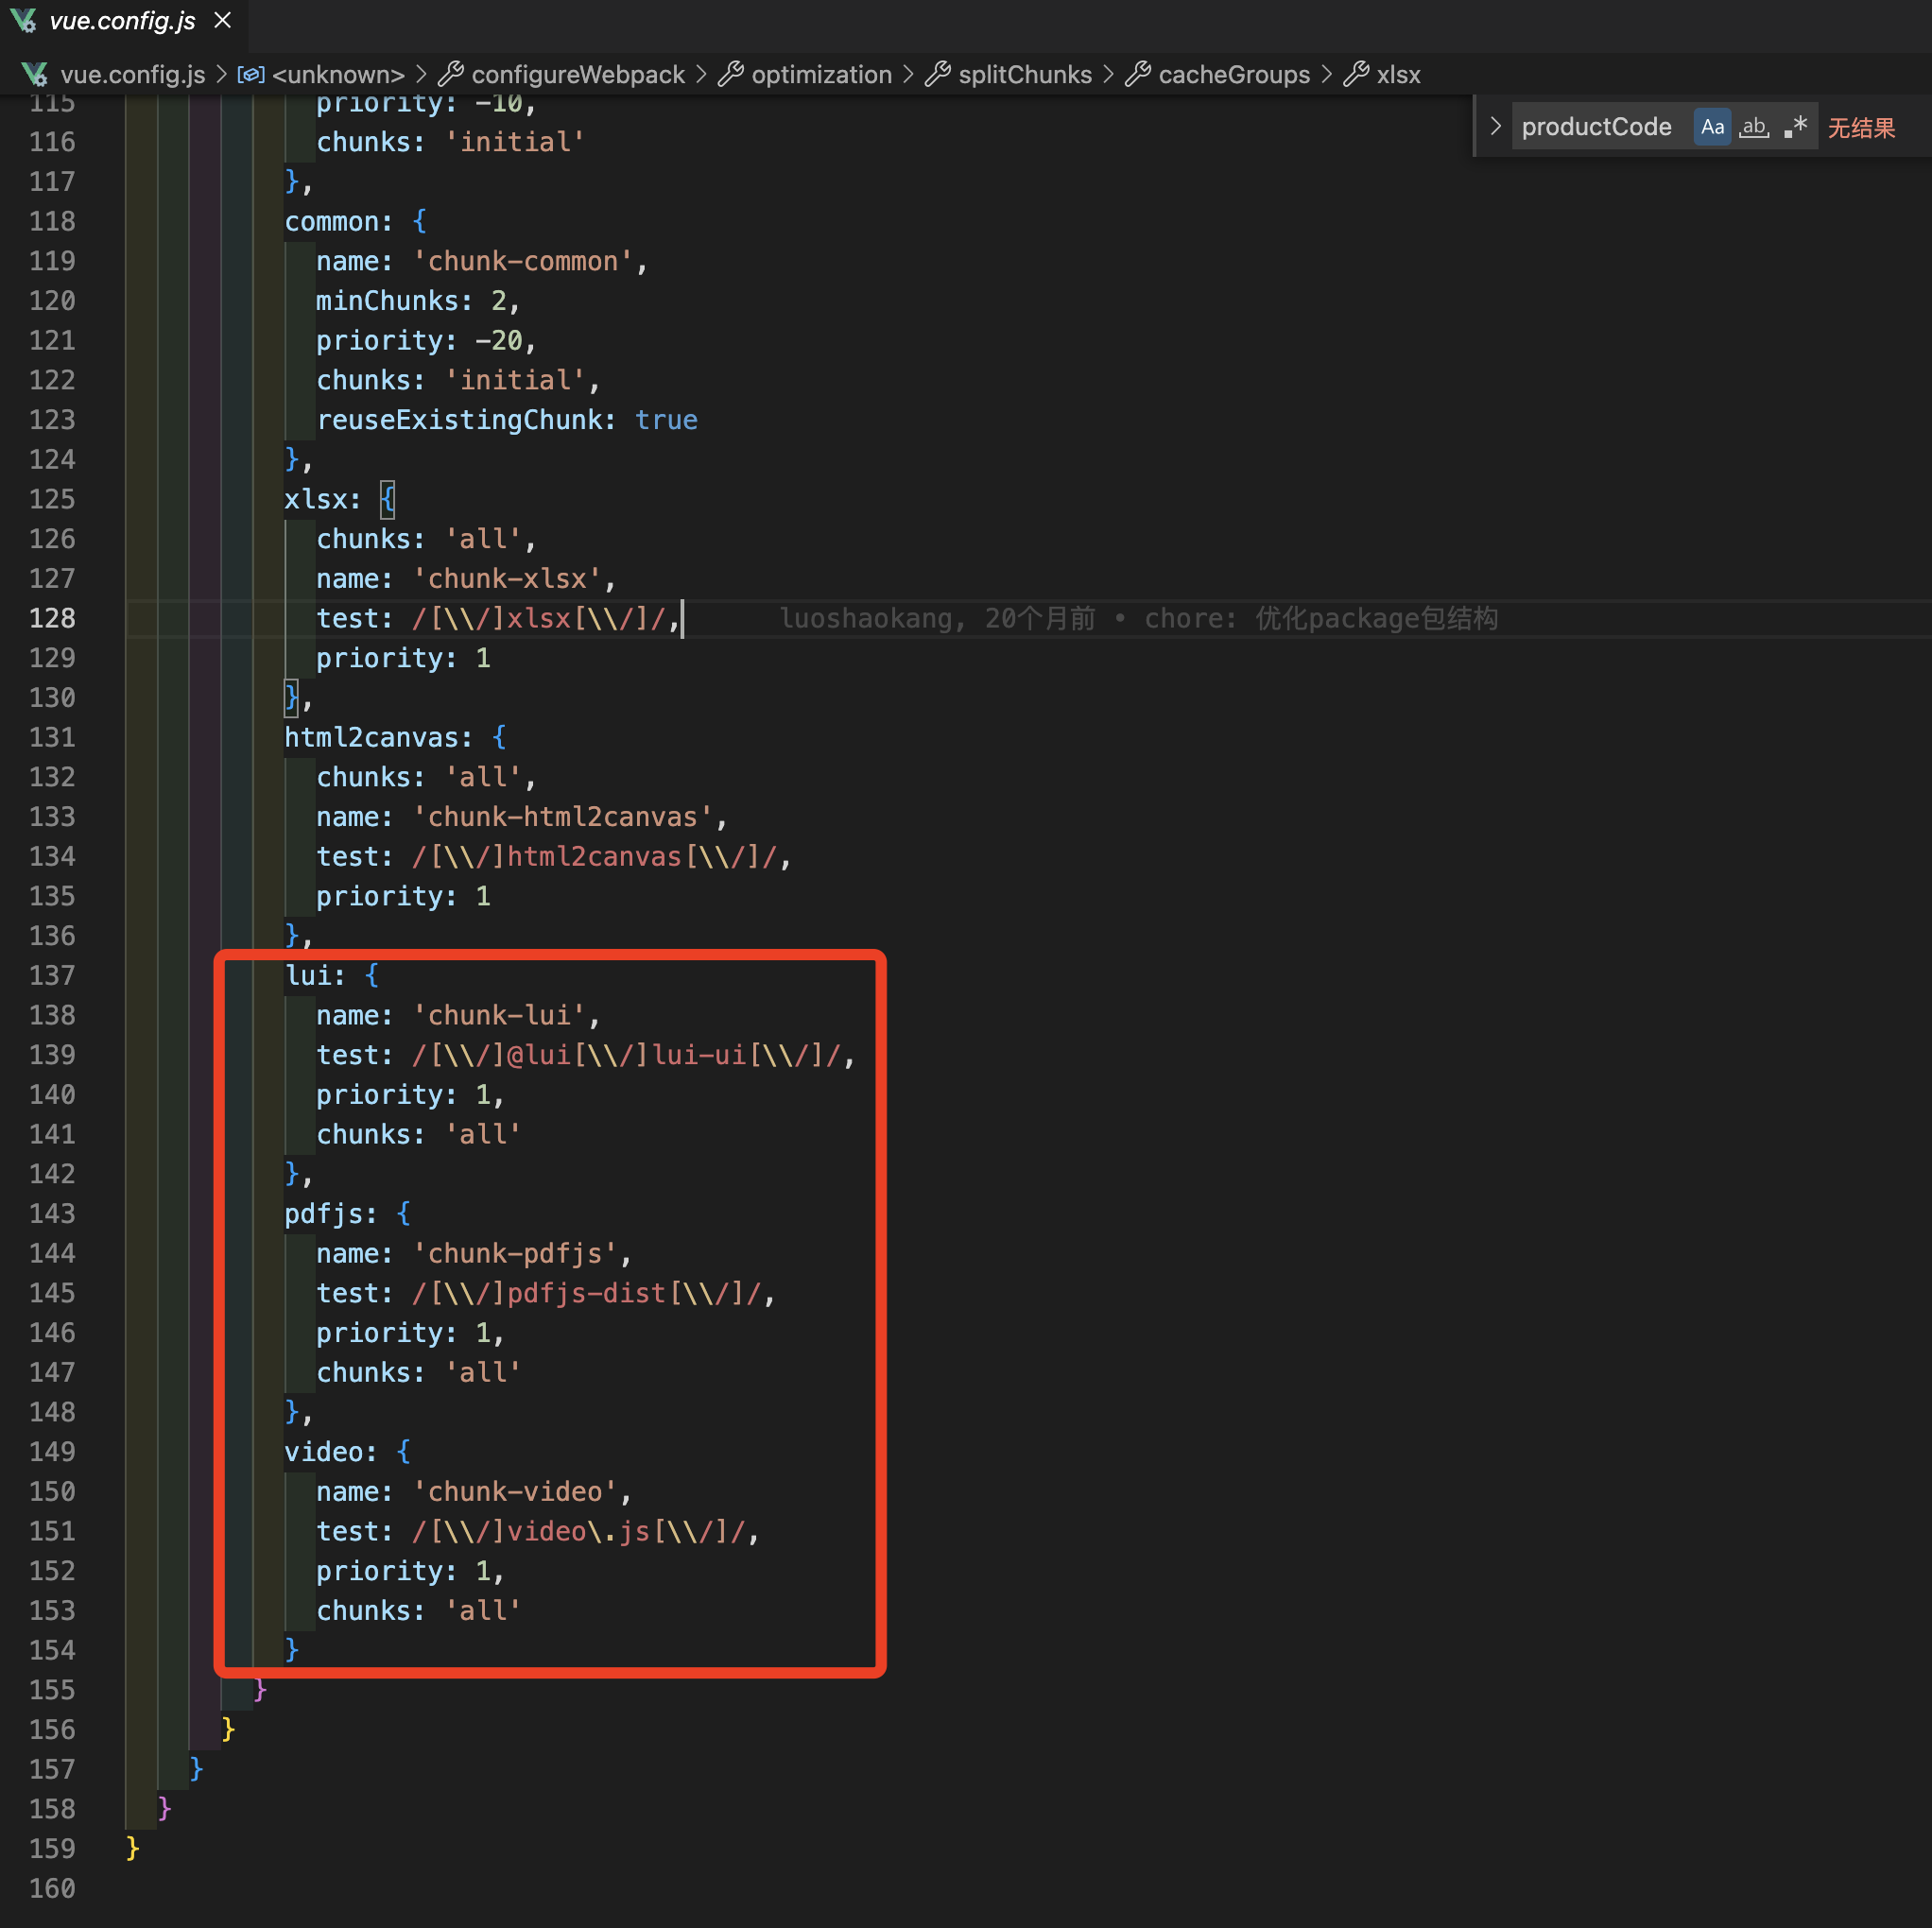 vue.config.js
vue.config.js > <unknown> > configureWebpack > optimization > splitChunks > cacheGroups > xlsx
productCode Aa ab .* 无结果
115 priority: -10,
116 chunks: 'initial'
117 },
118 common: {
119 name: 'chunk-common',
120 minChunks: 2,
121 priority: -20,
122 chunks: 'initial',
123 reuseExistingChunk: true
124 },
125 xlsx: {
126 chunks: 'all',
127 name: 'chunk-xlsx',
128 test: /[\\/]xlsx[\\/]/, luoshaokang, 20个月前 • chore: 优化package包结构
129 priority: 1
130 },
131 html2canvas: {
132 chunks: 'all',
133 name: 'chunk-html2canvas',
134 test: /[\\/]html2canvas[\\/]/,
135 priority: 1
136 },
137 lui: {
138 name: 'chunk-lui',
139 test: /[\\/]@lui[\\/]lui-ui[\\/]/,
140 priority: 1,
141 chunks: 'all'
142 },
143 pdfjs: {
144 name: 'chunk-pdfjs',
145 test: /[\\/]pdfjs-dist[\\/]/,
146 priority: 1,
147 chunks: 'all'
148 },
149 video: {
150 name: 'chunk-video',
151 test: /[\\/]video\.js[\\/]/,
152 priority: 1,
153 chunks: 'all'
154 }
155 }
156 }
157 }
158 }
159 }
160